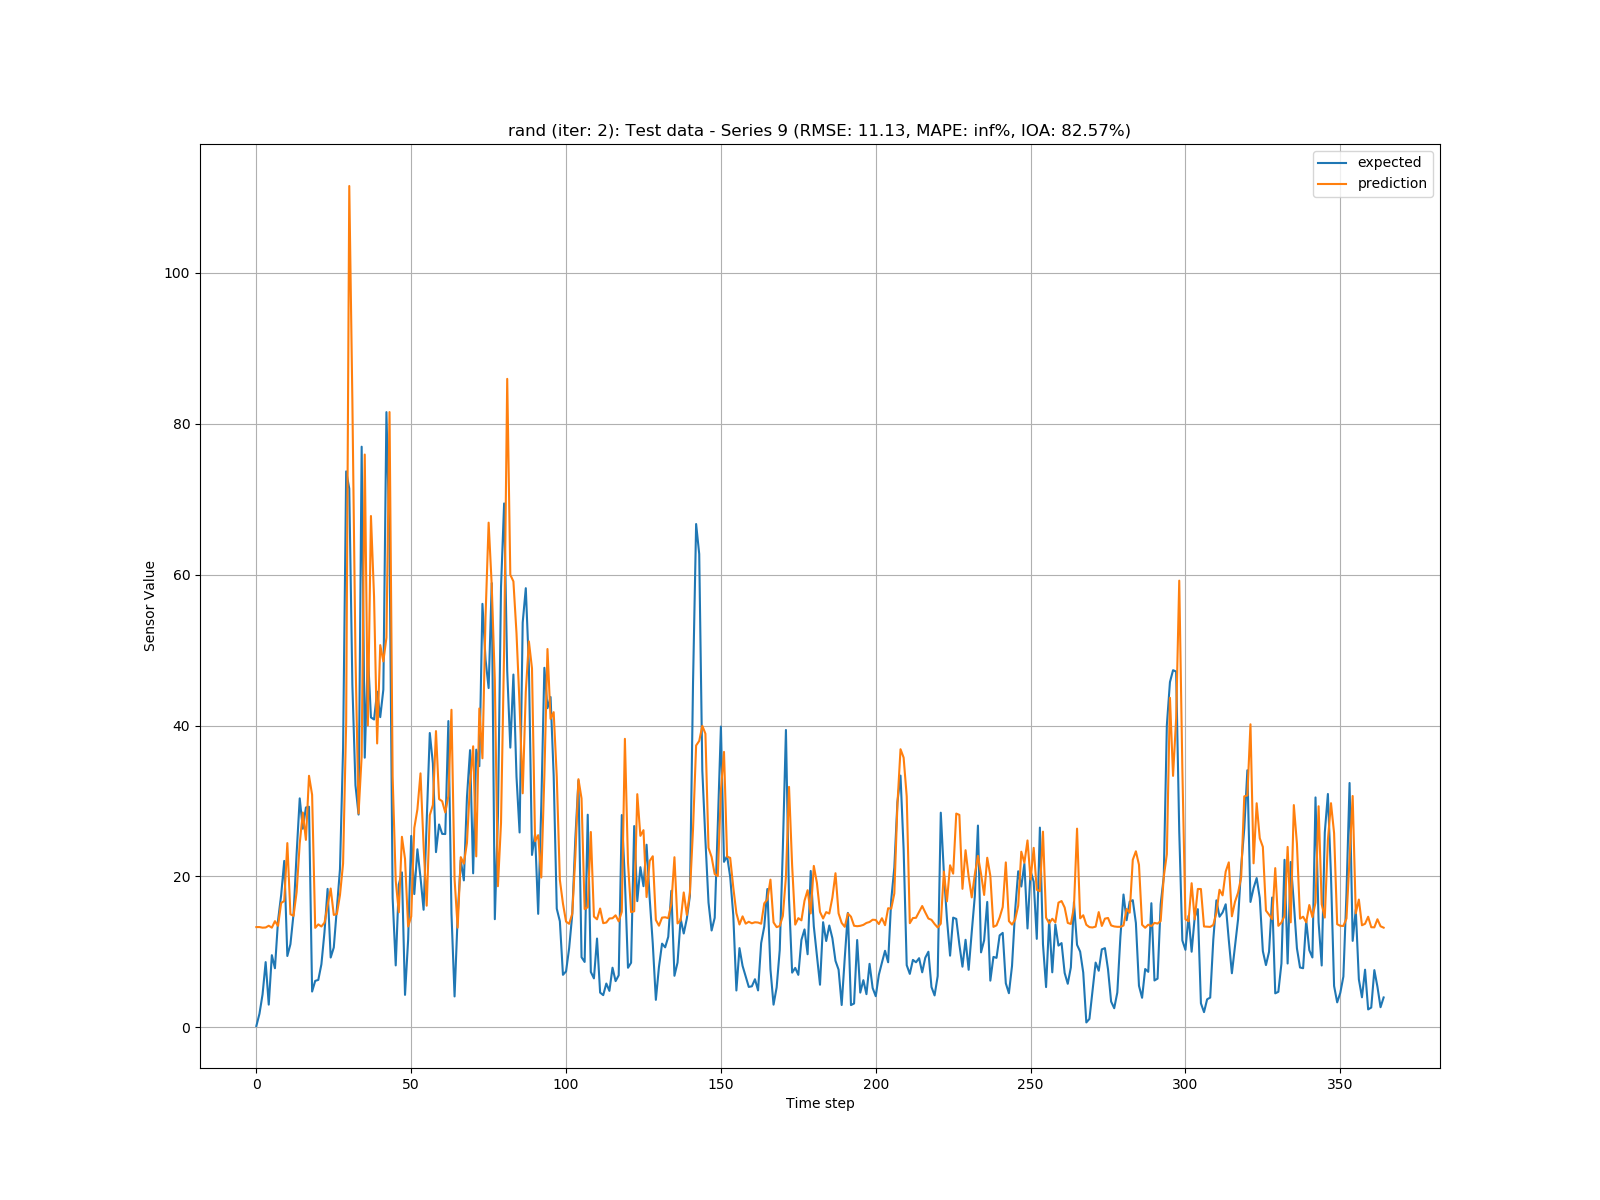 rand (iter: 2): Test data - Series 9 (RMSE: 11.13, MAPE: inf%, IOA: 82.57%)
expected
prediction
100
80
60
40
20
0
Sensor Value
0 50 100 150 200 250 300 350
Time step